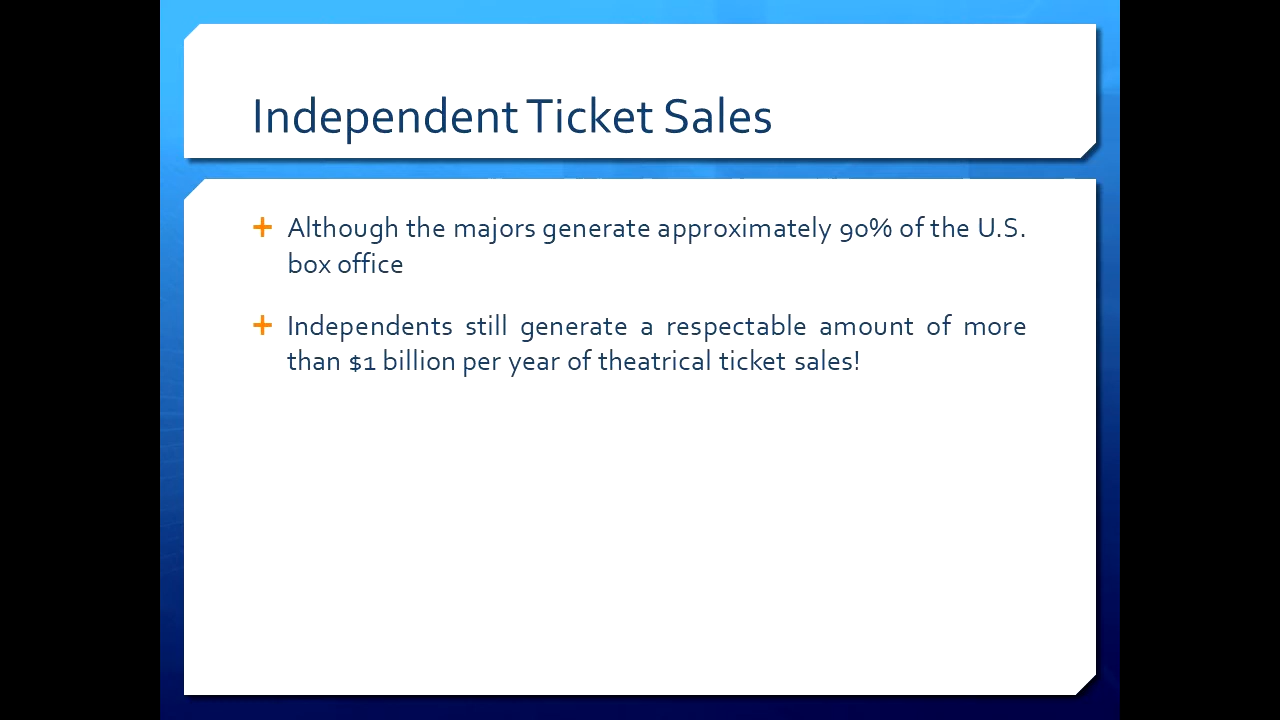 Independent Ticket Sales
Although the majors generate approximately 90% of the U.S.
box office
Independents still generate a respectable amount of more
than $1 billion per year of theatrical ticket sales!